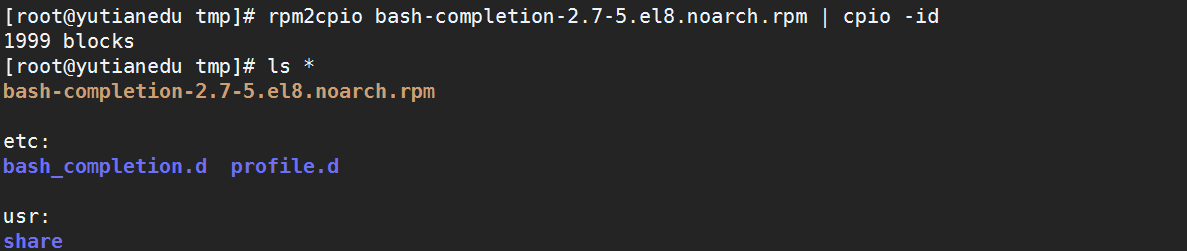 [root@yutianedu tmp]# rpm2cpio bash-completion-2.7-5.el8.noarch.rpm | cpio -id
1999 blocks
[root@yutianedu tmp]# ls *
bash-completion-2.7-5.el8.noarch.rpm
etc:
bash_completion.d  profile.d
usr:
share